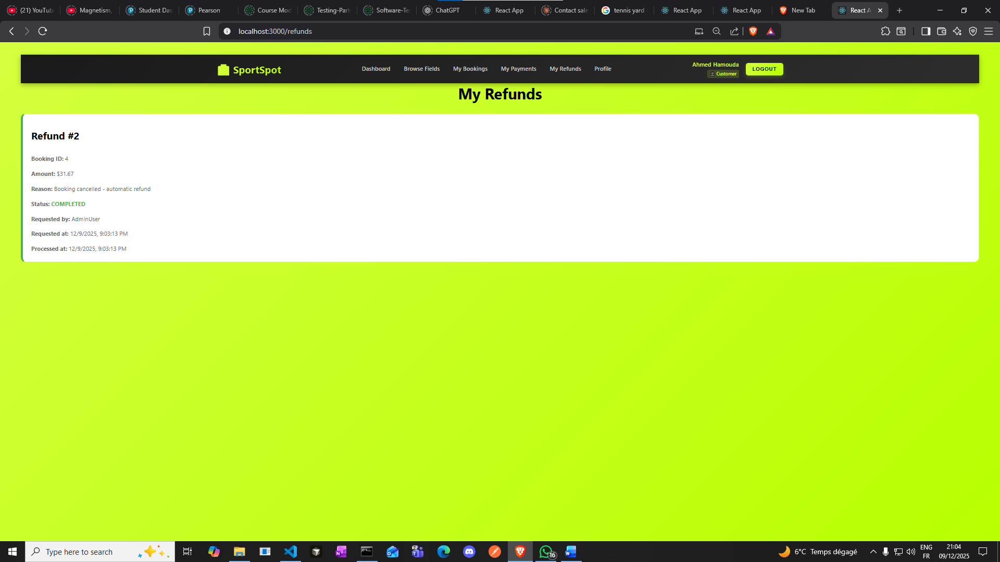 (21) YouTub
Magnetism,
Student Das
Pearson
Course Mod
Testing-Part
Software-Te
ChatGPT
React App
Contact sale
tennis yard
React App
React App
New Tab
React A
localhost:3000/refunds
SportSpot
Dashboard
Browse Fields
My Bookings
My Payments
My Refunds
Profile
Ahmed Hamouda
Customer
LOGOUT
My Refunds
Refund #2
Booking ID: 4
Amount: $31.67
Reason: Booking cancelled - automatic refund
Status: COMPLETED
Requested by: AdminUser
Requested at: 12/9/2025, 9:03:13 PM
Processed at: 12/9/2025, 9:03:13 PM
Type here to search
16
6°C Temps dégagé
ENG
FR
21:04
09/12/2025